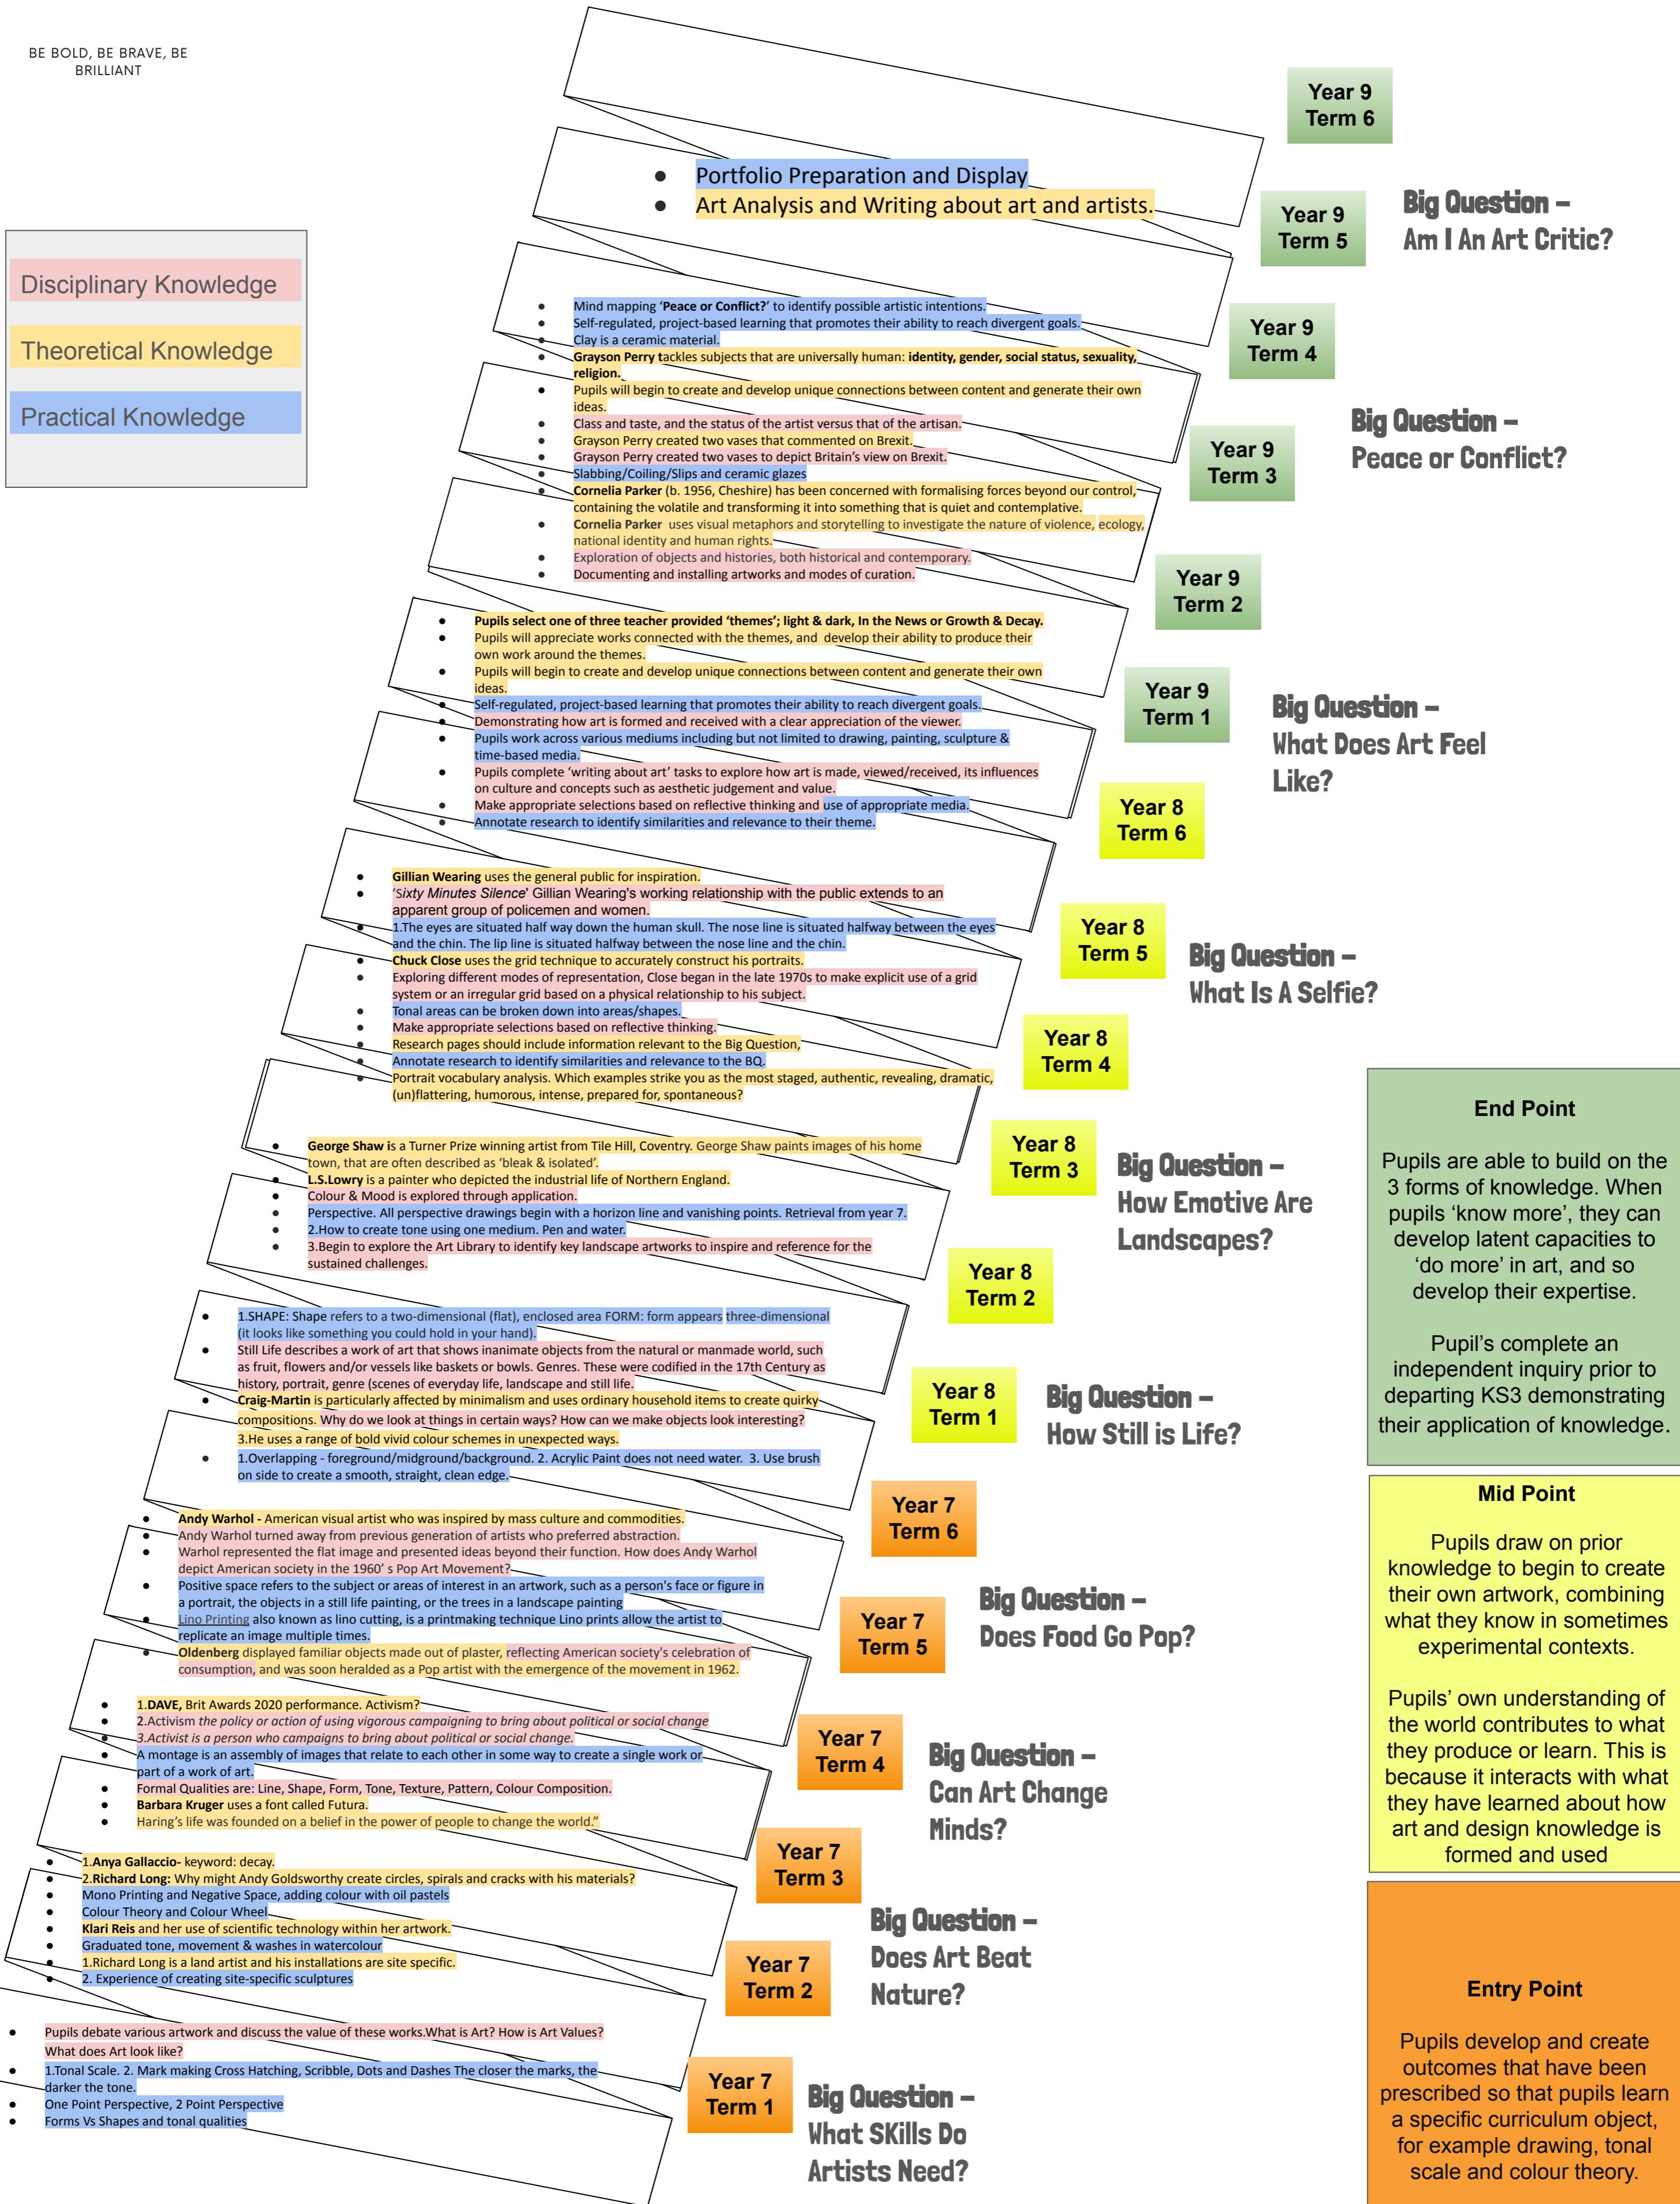 BE BOLD, BE BRAVE, BE
BRILLIANT
Year 9
Term 6
● Portfolio Preparation and Display
● Art Analysis and Writing about art and artists.
Year 9
Term 5
Big Question –
Am I An Art Critic?
Disciplinary Knowledge
Theoretical Knowledge
Practical Knowledge
● Mind mapping ‘Peace or Conflict?’ to identify possible artistic intentions.
● Self-regulated, project-based learning that promotes their ability to reach divergent goals.
● Clay is a ceramic material.
● Grayson Perry tackles subjects that are universally human: identity, gender, social status, sexuality,
religion.
● Pupils will begin to create and develop unique connections between content and generate their own
ideas.
● Class and taste, and the status of the artist versus that of the artisan.
● Grayson Perry created two vases that commented on Brexit.
● Grayson Perry created two vases to depict Britain’s view on Brexit.
● Slabbing/Coiling/Slips and ceramic glazes
● Cornelia Parker (b. 1956, Cheshire) has been concerned with formalising forces beyond our control,
containing the volatile and transforming it into something that is quiet and contemplative.
● Cornelia Parker uses visual metaphors and storytelling to investigate the nature of violence, ecology,
national identity and human rights.
● Exploration of objects and histories, both historical and contemporary.
● Documenting and installing artworks and modes of curation.
Year 9
Term 4
Year 9
Term 3
Big Question –
Peace or Conflict?
Year 9
Term 2
● Pupils select one of three teacher provided ‘themes’; light & dark, In the News or Growth & Decay.
● Pupils will appreciate works connected with the themes, and develop their ability to produce their
own work around the themes.
● Pupils will begin to create and develop unique connections between content and generate their own
ideas.
● Self-regulated, project-based learning that promotes their ability to reach divergent goals.
● Demonstrating how art is formed and received with a clear appreciation of the viewer.
● Pupils work across various mediums including but not limited to drawing, painting, sculpture &
time-based media.
● Pupils complete ‘writing about art’ tasks to explore how art is made, viewed/received, its influences
on culture and concepts such as aesthetic judgement and value.
● Make appropriate selections based on reflective thinking and use of appropriate media.
● Annotate research to identify similarities and relevance to their theme.
Year 9
Term 1
Big Question –
What Does Art Feel
Like?
Year 8
Term 6
● Gillian Wearing uses the general public for inspiration.
● 'Sixty Minutes Silence' Gillian Wearing's working relationship with the public extends to an
apparent group of policemen and women.
● 1.The eyes are situated half way down the human skull. The nose line is situated halfway between the eyes
and the chin. The lip line is situated halfway between the nose line and the chin.
● Chuck Close uses the grid technique to accurately construct his portraits.
● Exploring different modes of representation, Close began in the late 1970s to make explicit use of a grid
system or an irregular grid based on a physical relationship to his subject.
● Tonal areas can be broken down into areas/shapes.
● Make appropriate selections based on reflective thinking.
● Research pages should include information relevant to the Big Question,
● Annotate research to identify similarities and relevance to the BQ.
● Portrait vocabulary analysis. Which examples strike you as the most staged, authentic, revealing, dramatic,
(un)flattering, humorous, intense, prepared for, spontaneous?
Year 8
Term 5
Big Question –
What Is A Selfie?
Year 8
Term 4
● George Shaw is a Turner Prize winning artist from Tile Hill, Coventry. George Shaw paints images of his home
town, that are often described as ‘bleak & isolated’.
● L.S.Lowry is a painter who depicted the industrial life of Northern England.
● Colour & Mood is explored through application.
● Perspective. All perspective drawings begin with a horizon line and vanishing points. Retrieval from year 7.
● 2.How to create tone using one medium. Pen and water.
● 3.Begin to explore the Art Library to identify key landscape artworks to inspire and reference for the
sustained challenges.
Year 8
Term 3
Big Question –
How Emotive Are
Landscapes?
Year 8
Term 2
● 1.SHAPE: Shape refers to a two-dimensional (flat), enclosed area FORM: form appears three-dimensional
(it looks like something you could hold in your hand).
● Still Life describes a work of art that shows inanimate objects from the natural or manmade world, such
as fruit, flowers and/or vessels like baskets or bowls. Genres. These were codified in the 17th Century as
history, portrait, genre (scenes of everyday life, landscape and still life.
● Craig-Martin is particularly affected by minimalism and uses ordinary household items to create quirky
compositions. Why do we look at things in certain ways? How can we make objects look interesting?
3.He uses a range of bold vivid colour schemes in unexpected ways.
● 1.Overlapping - foreground/midground/background. 2. Acrylic Paint does not need water. 3. Use brush
on side to create a smooth, straight, clean edge.
Year 8
Term 1
Big Question –
How Still is Life?
Year 7
Term 6
● Andy Warhol - American visual artist who was inspired by mass culture and commodities.
● Andy Warhol turned away from previous generation of artists who preferred abstraction.
● Warhol represented the flat image and presented ideas beyond their function. How does Andy Warhol
depict American society in the 1960’ s Pop Art Movement?
● Positive space refers to the subject or areas of interest in an artwork, such as a person's face or figure in
a portrait, the objects in a still life painting, or the trees in a landscape painting
● Lino Printing also known as lino cutting, is a printmaking technique Lino prints allow the artist to
replicate an image multiple times.
● Oldenberg displayed familiar objects made out of plaster, reflecting American society's celebration of
consumption, and was soon heralded as a Pop artist with the emergence of the movement in 1962.
Year 7
Term 5
Big Question –
Does Food Go Pop?
● 1.DAVE, Brit Awards 2020 performance. Activism?
● 2.Activism the policy or action of using vigorous campaigning to bring about political or social change
● 3.Activist is a person who campaigns to bring about political or social change.
● A montage is an assembly of images that relate to each other in some way to create a single work or
part of a work of art.
● Formal Qualities are: Line, Shape, Form, Tone, Texture, Pattern, Colour Composition.
● Barbara Kruger uses a font called Futura.
● Haring’s life was founded on a belief in the power of people to change the world.”
Year 7
Term 4
Big Question –
Can Art Change
Minds?
Year 7
Term 3
● 1.Anya Gallaccio- keyword: decay.
● 2.Richard Long: Why might Andy Goldsworthy create circles, spirals and cracks with his materials?
● Mono Printing and Negative Space, adding colour with oil pastels
● Colour Theory and Colour Wheel
● Klari Reis and her use of scientific technology within her artwork.
● Graduated tone, movement & washes in watercolour
● 1.Richard Long is a land artist and his installations are site specific.
● 2. Experience of creating site-specific sculptures
Big Question –
Does Art Beat
Nature?
Year 7
Term 2
● Pupils debate various artwork and discuss the value of these works.What is Art? How is Art Values?
What does Art look like?
● 1.Tonal Scale. 2. Mark making Cross Hatching, Scribble, Dots and Dashes The closer the marks, the
darker the tone.
● One Point Perspective, 2 Point Perspective
● Forms Vs Shapes and tonal qualities
Year 7
Term 1
Big Question –
What SKills Do
Artists Need?
End Point
Pupils are able to build on the
3 forms of knowledge. When
pupils ‘know more’, they can
develop latent capacities to
‘do more’ in art, and so
develop their expertise.
Pupil’s complete an
independent inquiry prior to
departing KS3 demonstrating
their application of knowledge.
Mid Point
Pupils draw on prior
knowledge to begin to create
their own artwork, combining
what they know in sometimes
experimental contexts.
Pupils’ own understanding of
the world contributes to what
they produce or learn. This is
because it interacts with what
they have learned about how
art and design knowledge is
formed and used
Entry Point
Pupils develop and create
outcomes that have been
prescribed so that pupils learn
a specific curriculum object,
for example drawing, tonal
scale and colour theory.